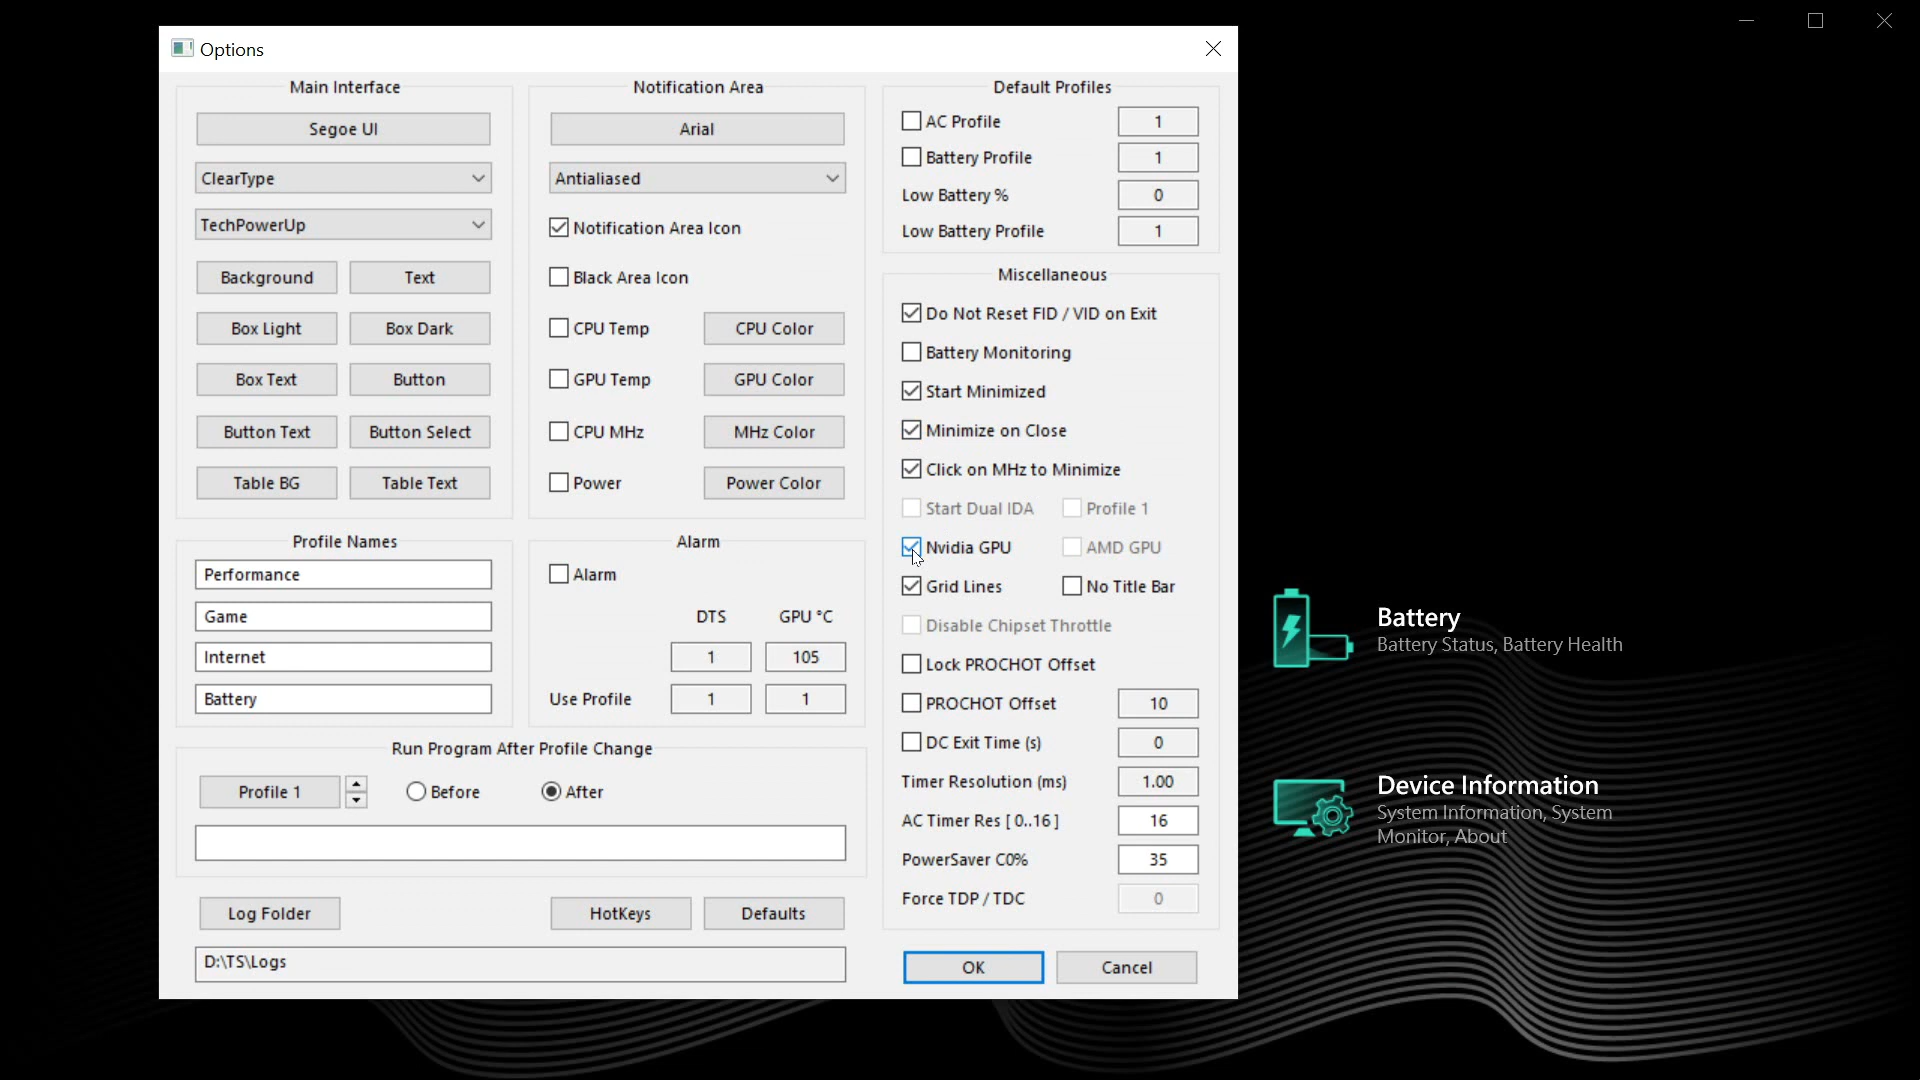 Options
Main Interface
Segoe UI
ClearType
TechPowerUp
Background Text
Box Light Box Dark
Box Text Button
Button Text Button Select
Table BG Table Text
Notification Area
Arial
Antialiased
Notification Area Icon
Black Area Icon
CPU Temp CPU Color
GPU Temp GPU Color
CPU MHz MHz Color
Power Power Color
Default Profiles
AC Profile 1
Battery Profile 1
Low Battery % 0
Low Battery Profile 1
Miscellaneous
Do Not Reset FID / VID on Exit
Battery Monitoring
Start Minimized
Minimize on Close
Click on MHz to Minimize
Start Dual IDA Profile 1
Nvidia GPU AMD GPU
Grid Lines No Title Bar
Disable Chipset Throttle
Lock PROCHOT Offset
PROCHOT Offset 10
DC Exit Time (s) 0
Timer Resolution (ms) 1.00
AC Timer Res [ 0..16 ] 16
PowerSaver C0% 35
Force TDP / TDC 0
Profile Names
Performance
Game
Internet
Battery
Alarm
Alarm
DTS GPU °C
1 105
Use Profile 1 1
Run Program After Profile Change
Profile 1 Before After
Log Folder HotKeys Defaults
D:\TS\Logs
OK Cancel
Battery
Battery Status, Battery Health
Device Information
System Information, System
Monitor, About